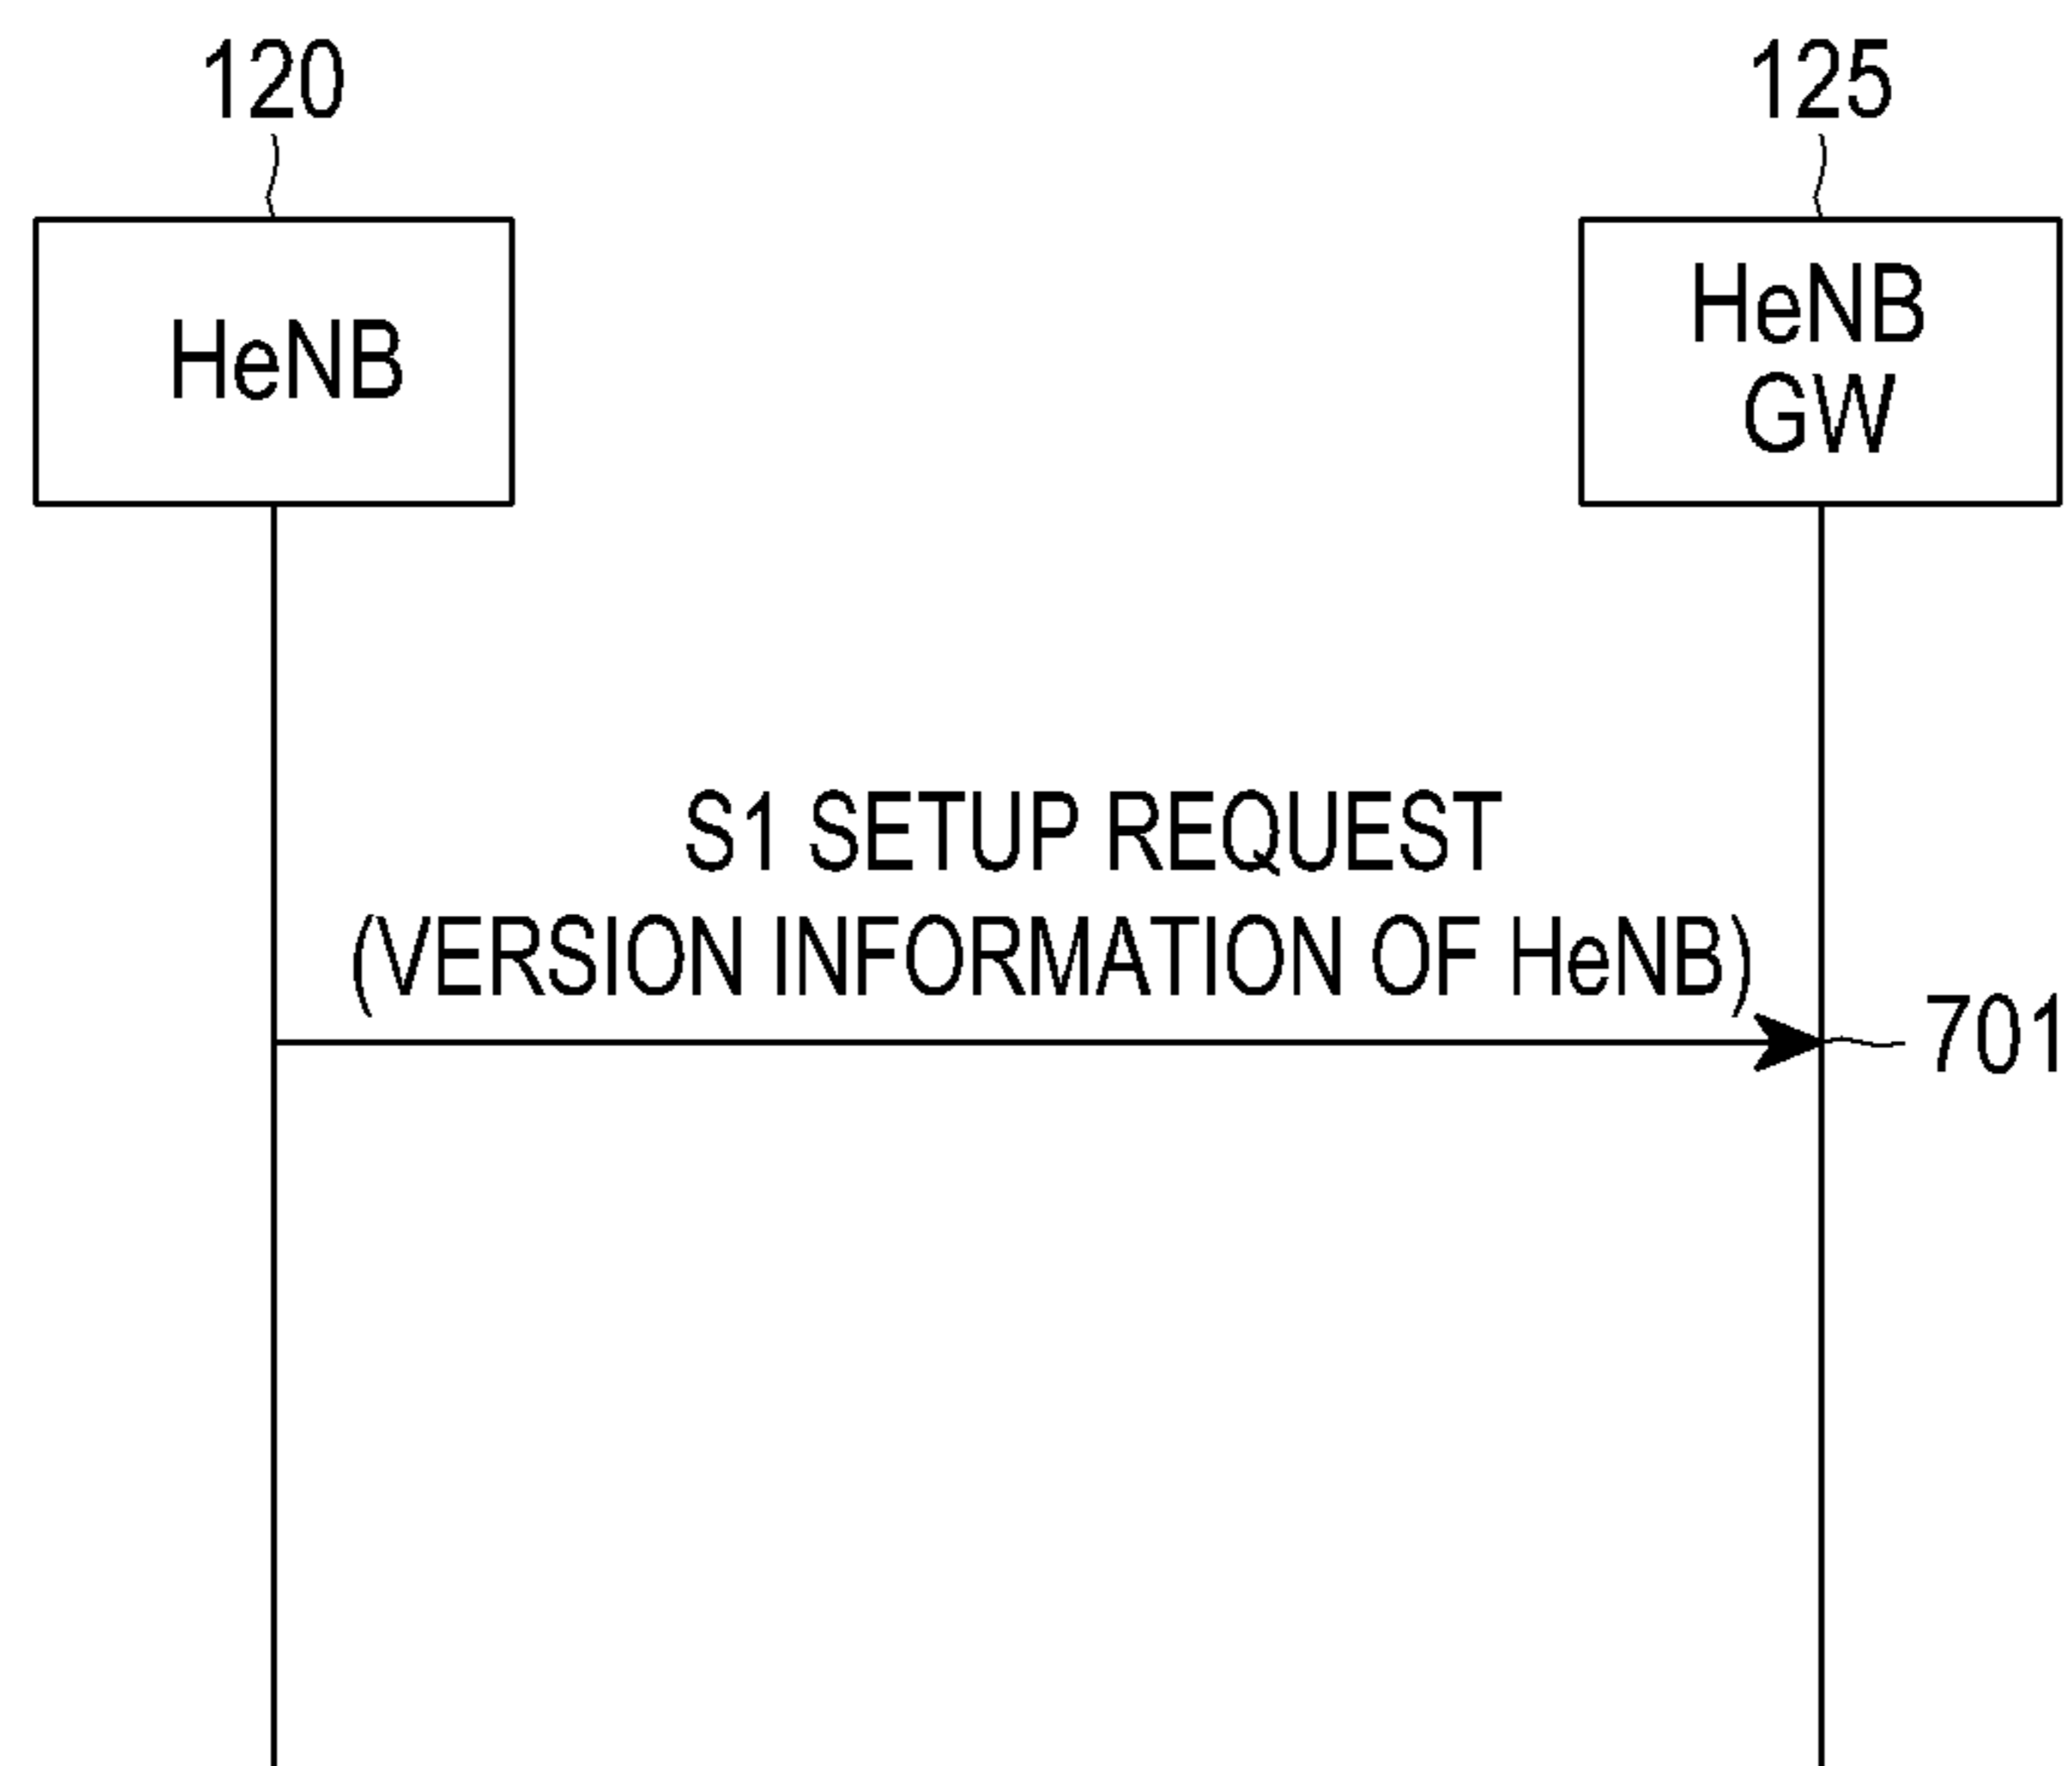 120
125
HeNB
HeNB
GW
S1 SETUP REQUEST
(VERSION INFORMATION OF HeNB)
701